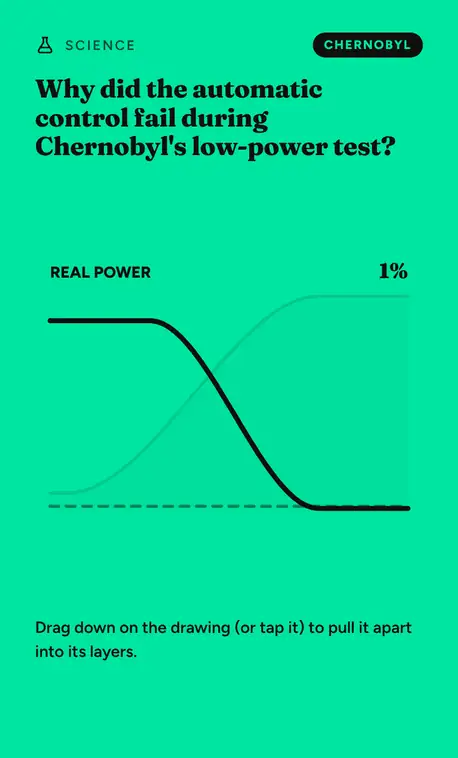 SCIENCE
CHERNOBYL
Why did the automatic
control fail during
Chernobyl's low-power test?
REAL POWER
1%
Drag down on the drawing (or tap it) to pull it apart
into its layers.